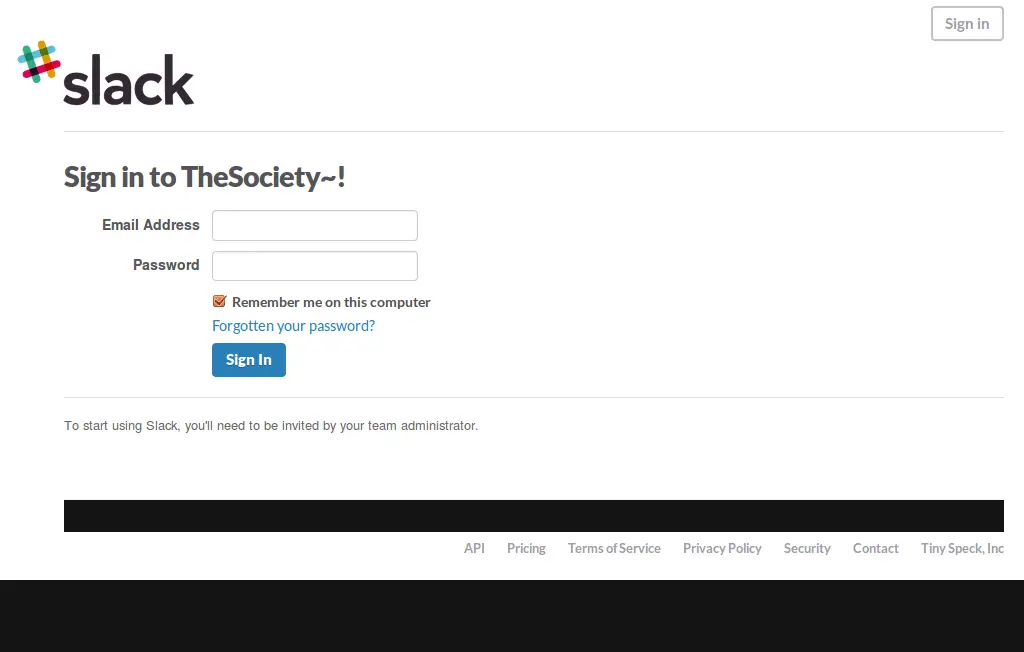 Sign in
slack
Sign in to TheSociety~!
Email Address
Password
Remember me on this computer
Forgotten your password?
Sign In
To start using Slack, you'll need to be invited by your team administrator.
API Pricing Terms of Service Privacy Policy Security Contact Tiny Speck, Inc